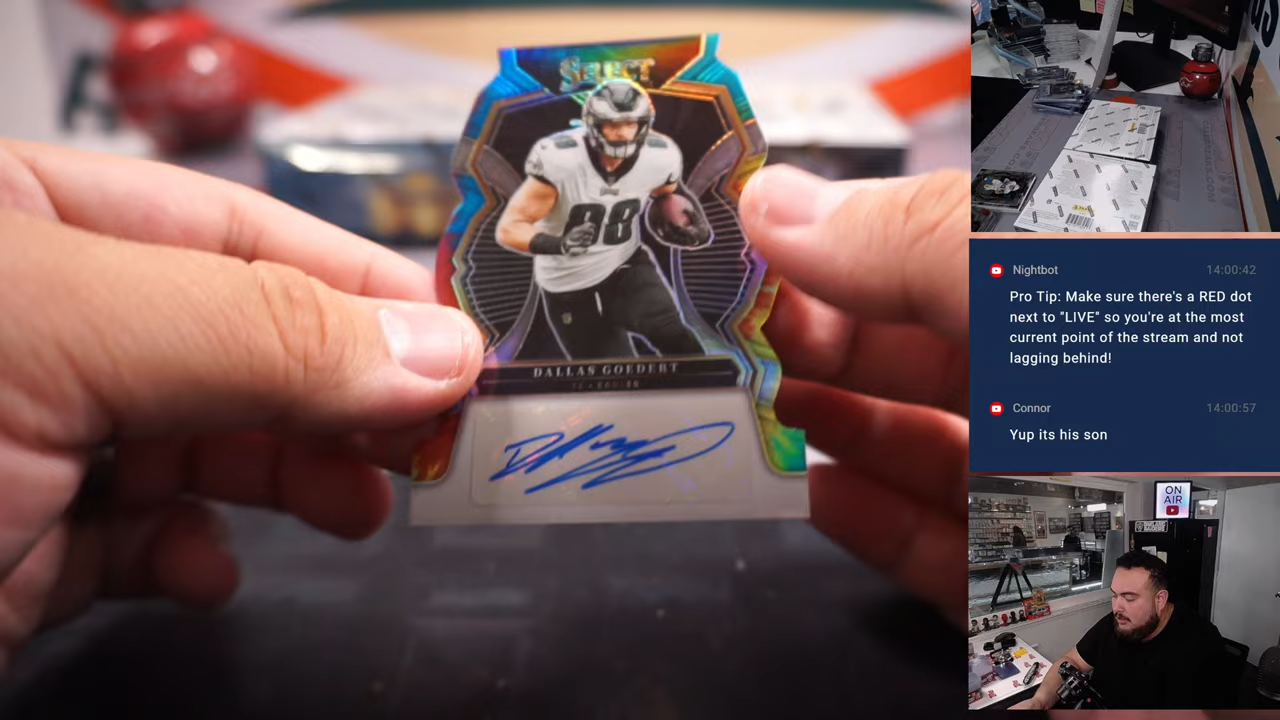 SELECT
88
DALLAS GOEDERT
Nightbot
14:00:42
Pro Tip: Make sure there's a RED dot
next to "LIVE" so you're at the most
current point of the stream and not
lagging behind!
Connor
14:00:57
Yup its his son
ON
AIR